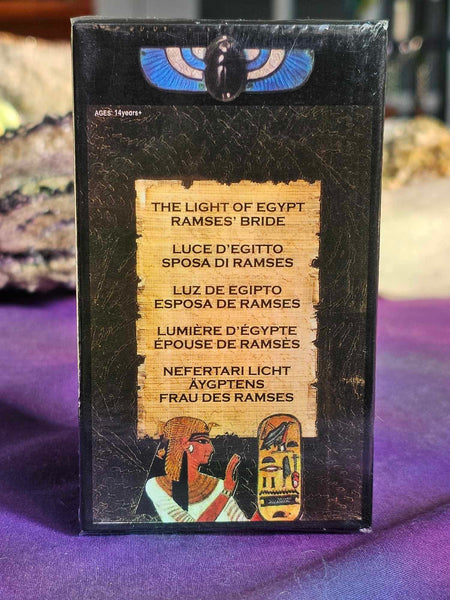 AGES: 14years+
THE LIGHT OF EGYPT
RAMSES' BRIDE
LUCE D'EGITTO
SPOSA DI RAMSES
LUZ DE EGIPTO
ESPOSA DE RAMSES
LUMIÈRE D'ÉGYPTE
ÉPOUSE DE RAMSÈS
NEFERTARI LICHT
ÄYGPTENS
FRAU DES RAMSES